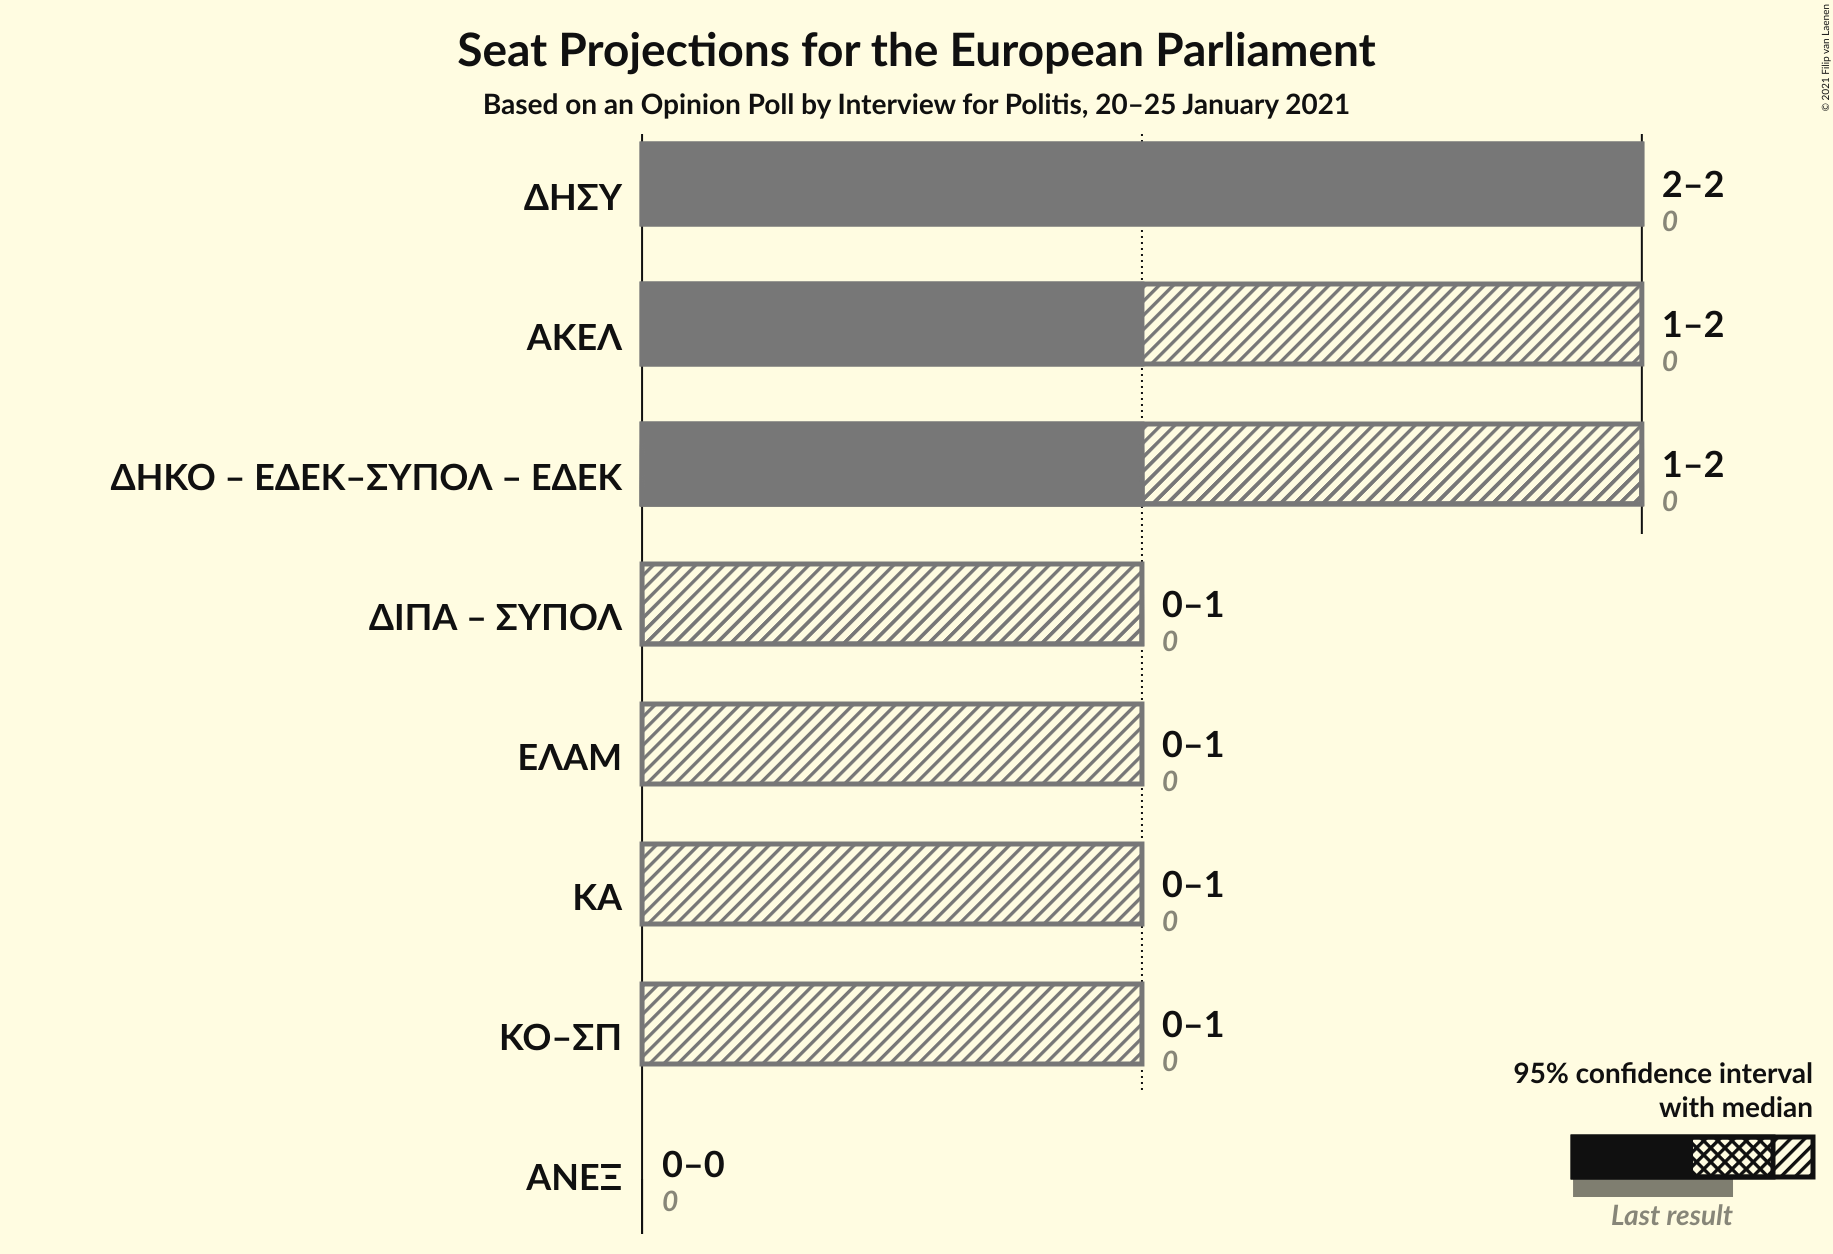 Seat Projections for the European Parliament
Based on an Opinion Poll by Interview for Politis, 20–25 January 2021
© 2021 Filip van Laenen
ΔΗΣΥ
2–2
0
ΑΚΕΛ
1–2
0
ΔΗΚΟ – ΕΔΕΚ–ΣΥΠΟΛ – ΕΔΕΚ
1–2
0
ΔΙΠΑ – ΣΥΠΟΛ
0–1
0
ΕΛΑΜ
0–1
0
ΚΑ
0–1
0
ΚΟ–ΣΠ
0–1
0
ΑΝΕΞ
0–0
0
95% confidence interval
with median
Last result